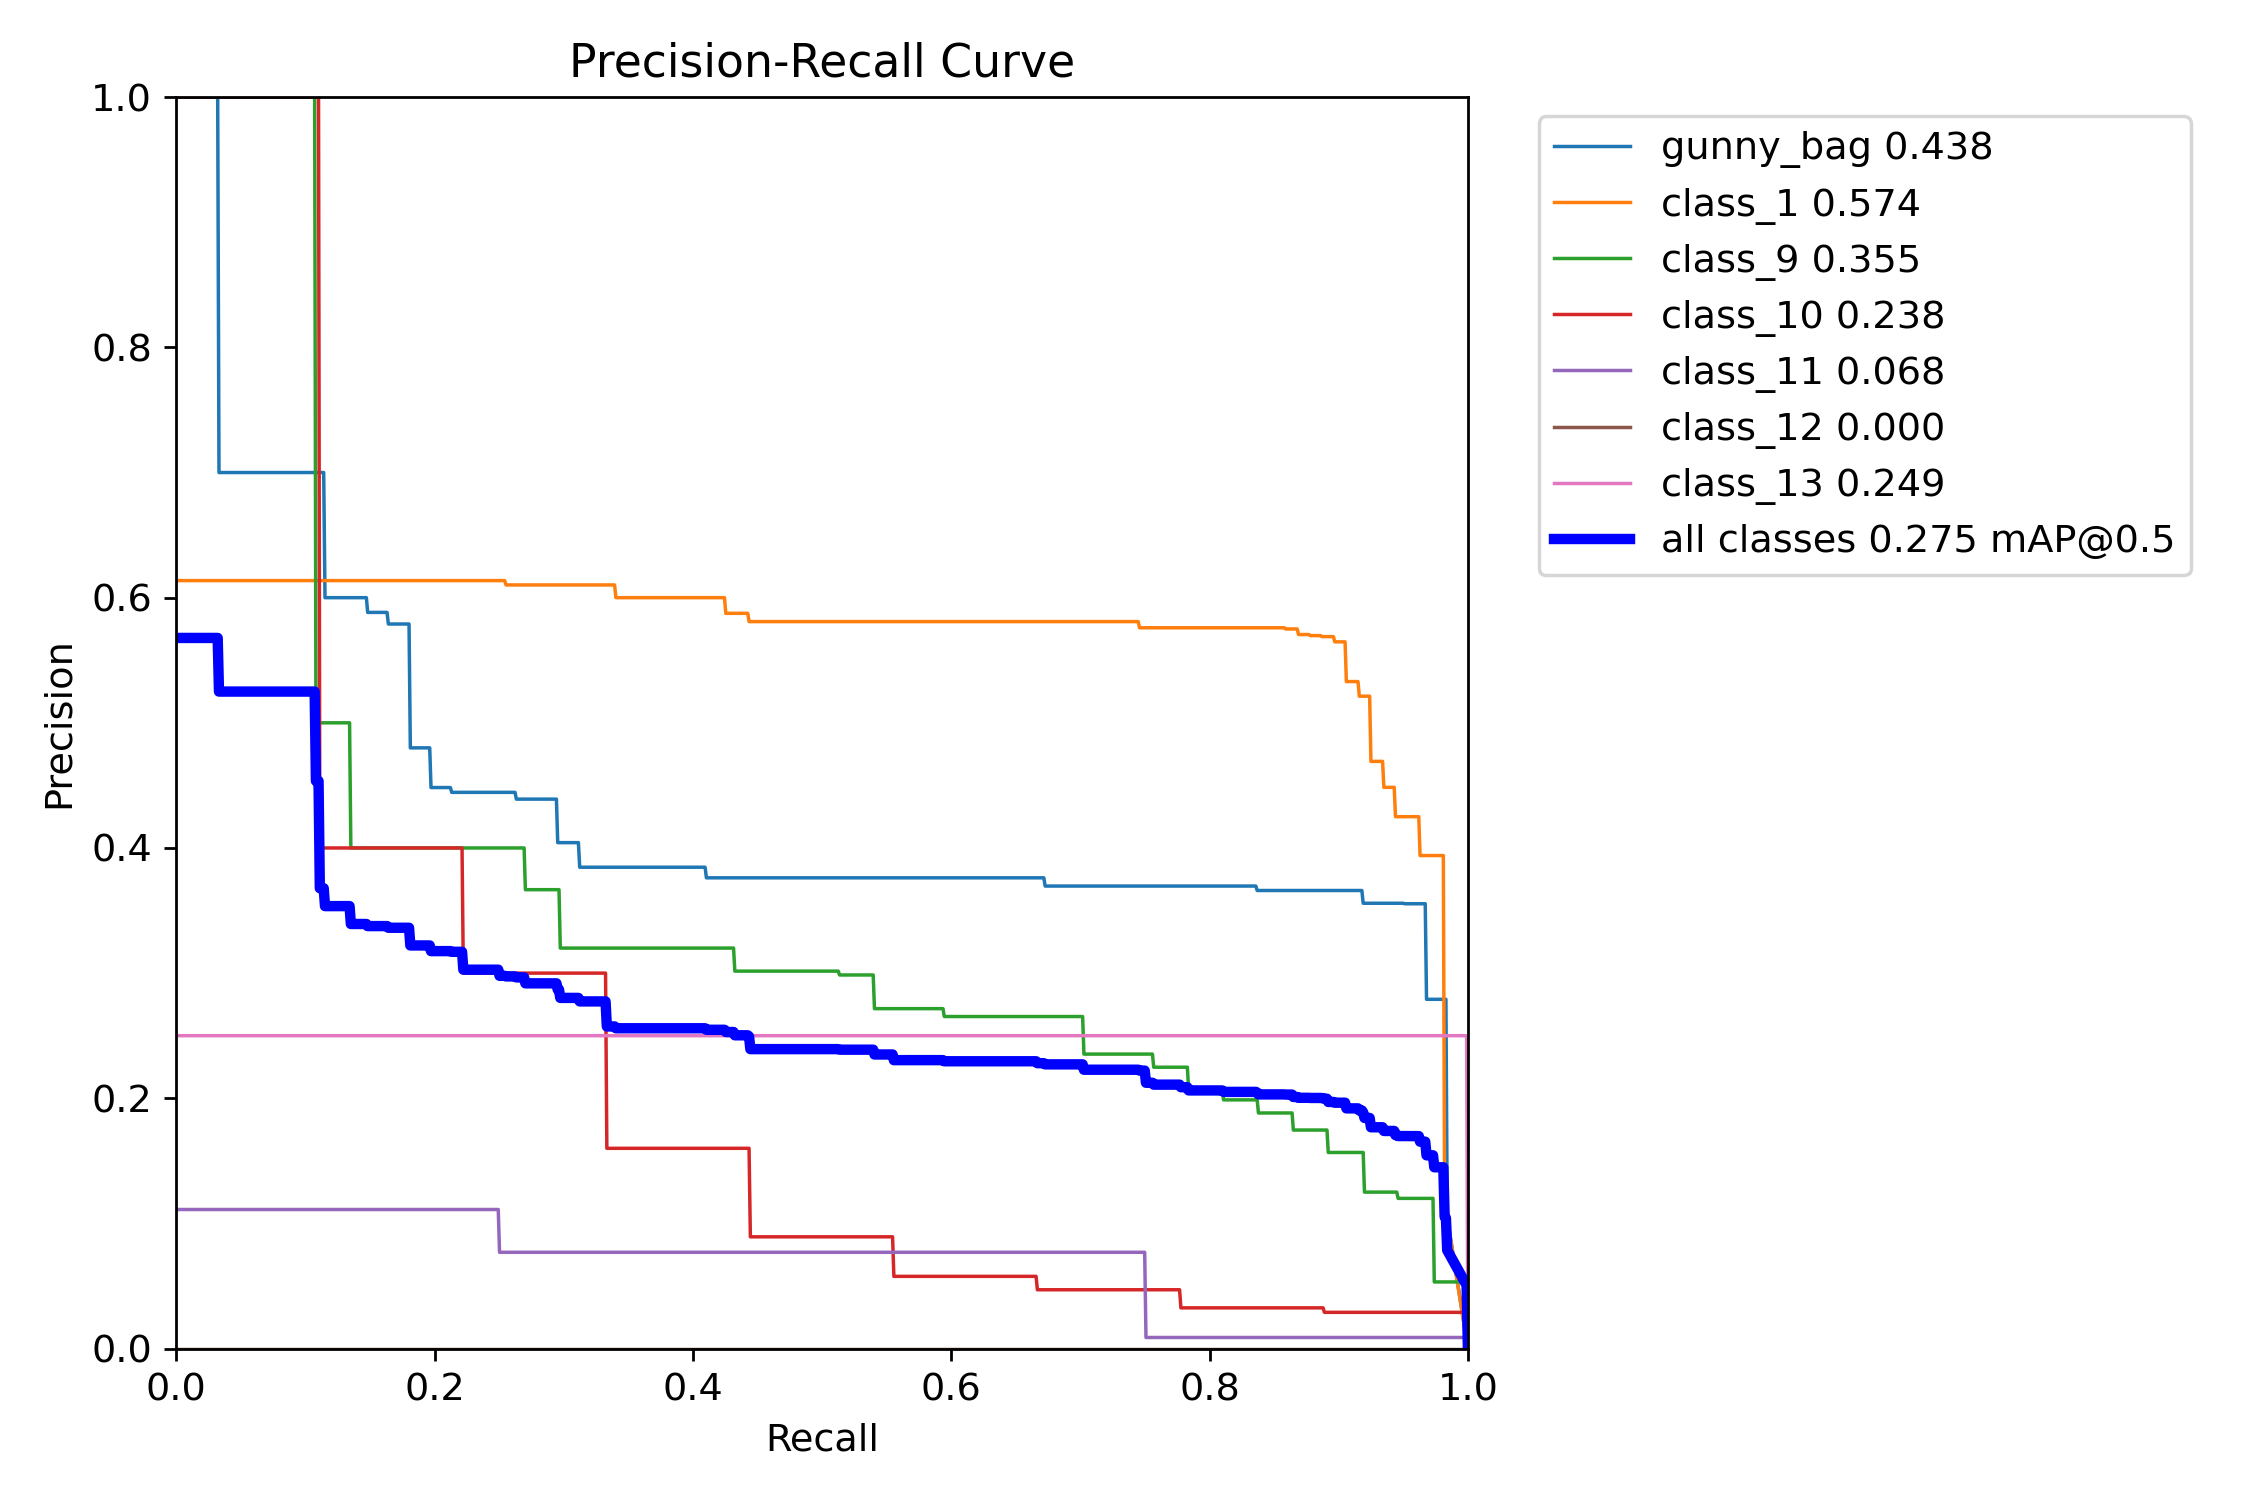 Precision-Recall Curve
1.0
0.8
0.6
0.4
0.2
0.0
Precision
0.0 0.2 0.4 0.6 0.8 1.0
Recall
gunny_bag 0.438
class_1 0.574
class_9 0.355
class_10 0.238
class_11 0.068
class_12 0.000
class_13 0.249
all classes 0.275 mAP@0.5